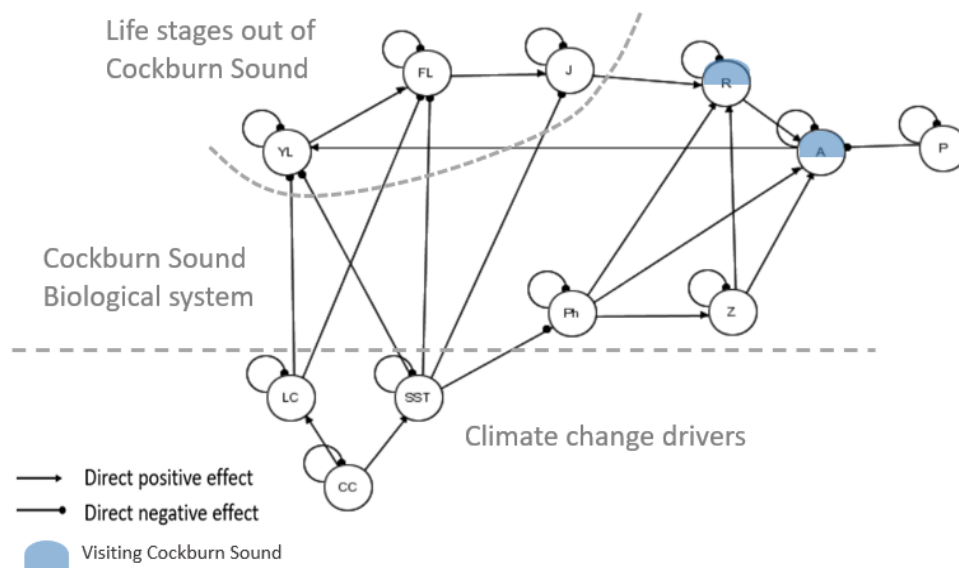 Life stages out of
Cockburn Sound
FL
J
R
YL
A
P
Cockburn Sound
Biological system
Ph
Z
LC
SST
Climate change drivers
CC
Direct positive effect
Direct negative effect
Visiting Cockburn Sound